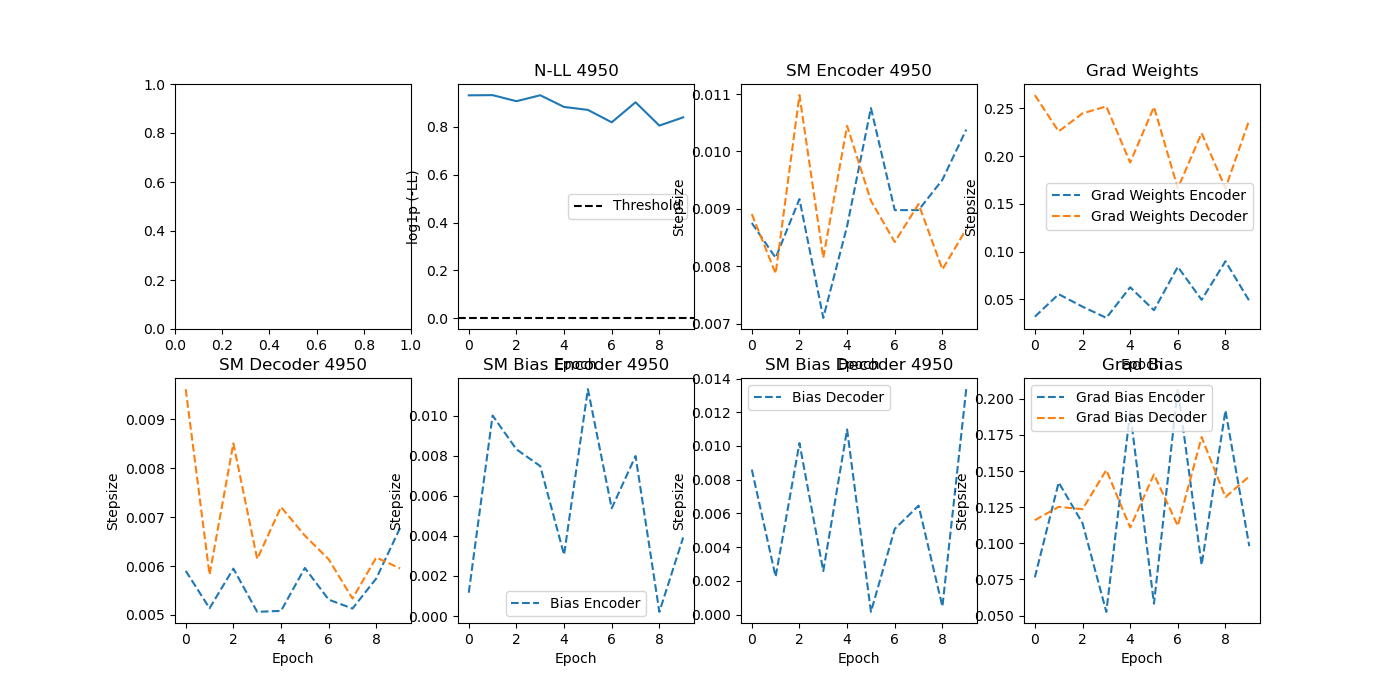 N-LL 4950
SM Encoder 4950
Grad Weights
1.0
0.8
0.6
0.4
0.2
0.0
0.0 0.2 0.4 0.6 0.8 1.0
log1p (-LL)
0.8
0.6
0.4
0.2
0.0
Threshold
0 2 4 6 8
Epoch
Stepsize
0.011
0.010
0.009
0.008
0.007
0 2 4 6 8
Epoch
Stepsize
0.25
0.20
0.15
0.10
0.05
Grad Weights Encoder
Grad Weights Decoder
0 2 4 6 8
Epoch
SM Decoder 4950
SM Bias Encoder 4950
SM Bias Decoder 4950
Grad Bias
Stepsize
0.009
0.008
0.007
0.006
0.005
0 2 4 6 8
Epoch
Stepsize
0.010
0.008
0.006
0.004
0.002
0.000
Bias Encoder
0 2 4 6 8
Epoch
Stepsize
0.014
0.012
0.010
0.008
0.006
0.004
0.002
0.000
Bias Decoder
0 2 4 6 8
Epoch
Stepsize
0.200
0.175
0.150
0.125
0.100
0.075
0.050
Grad Bias Encoder
Grad Bias Decoder
0 2 4 6 8
Epoch